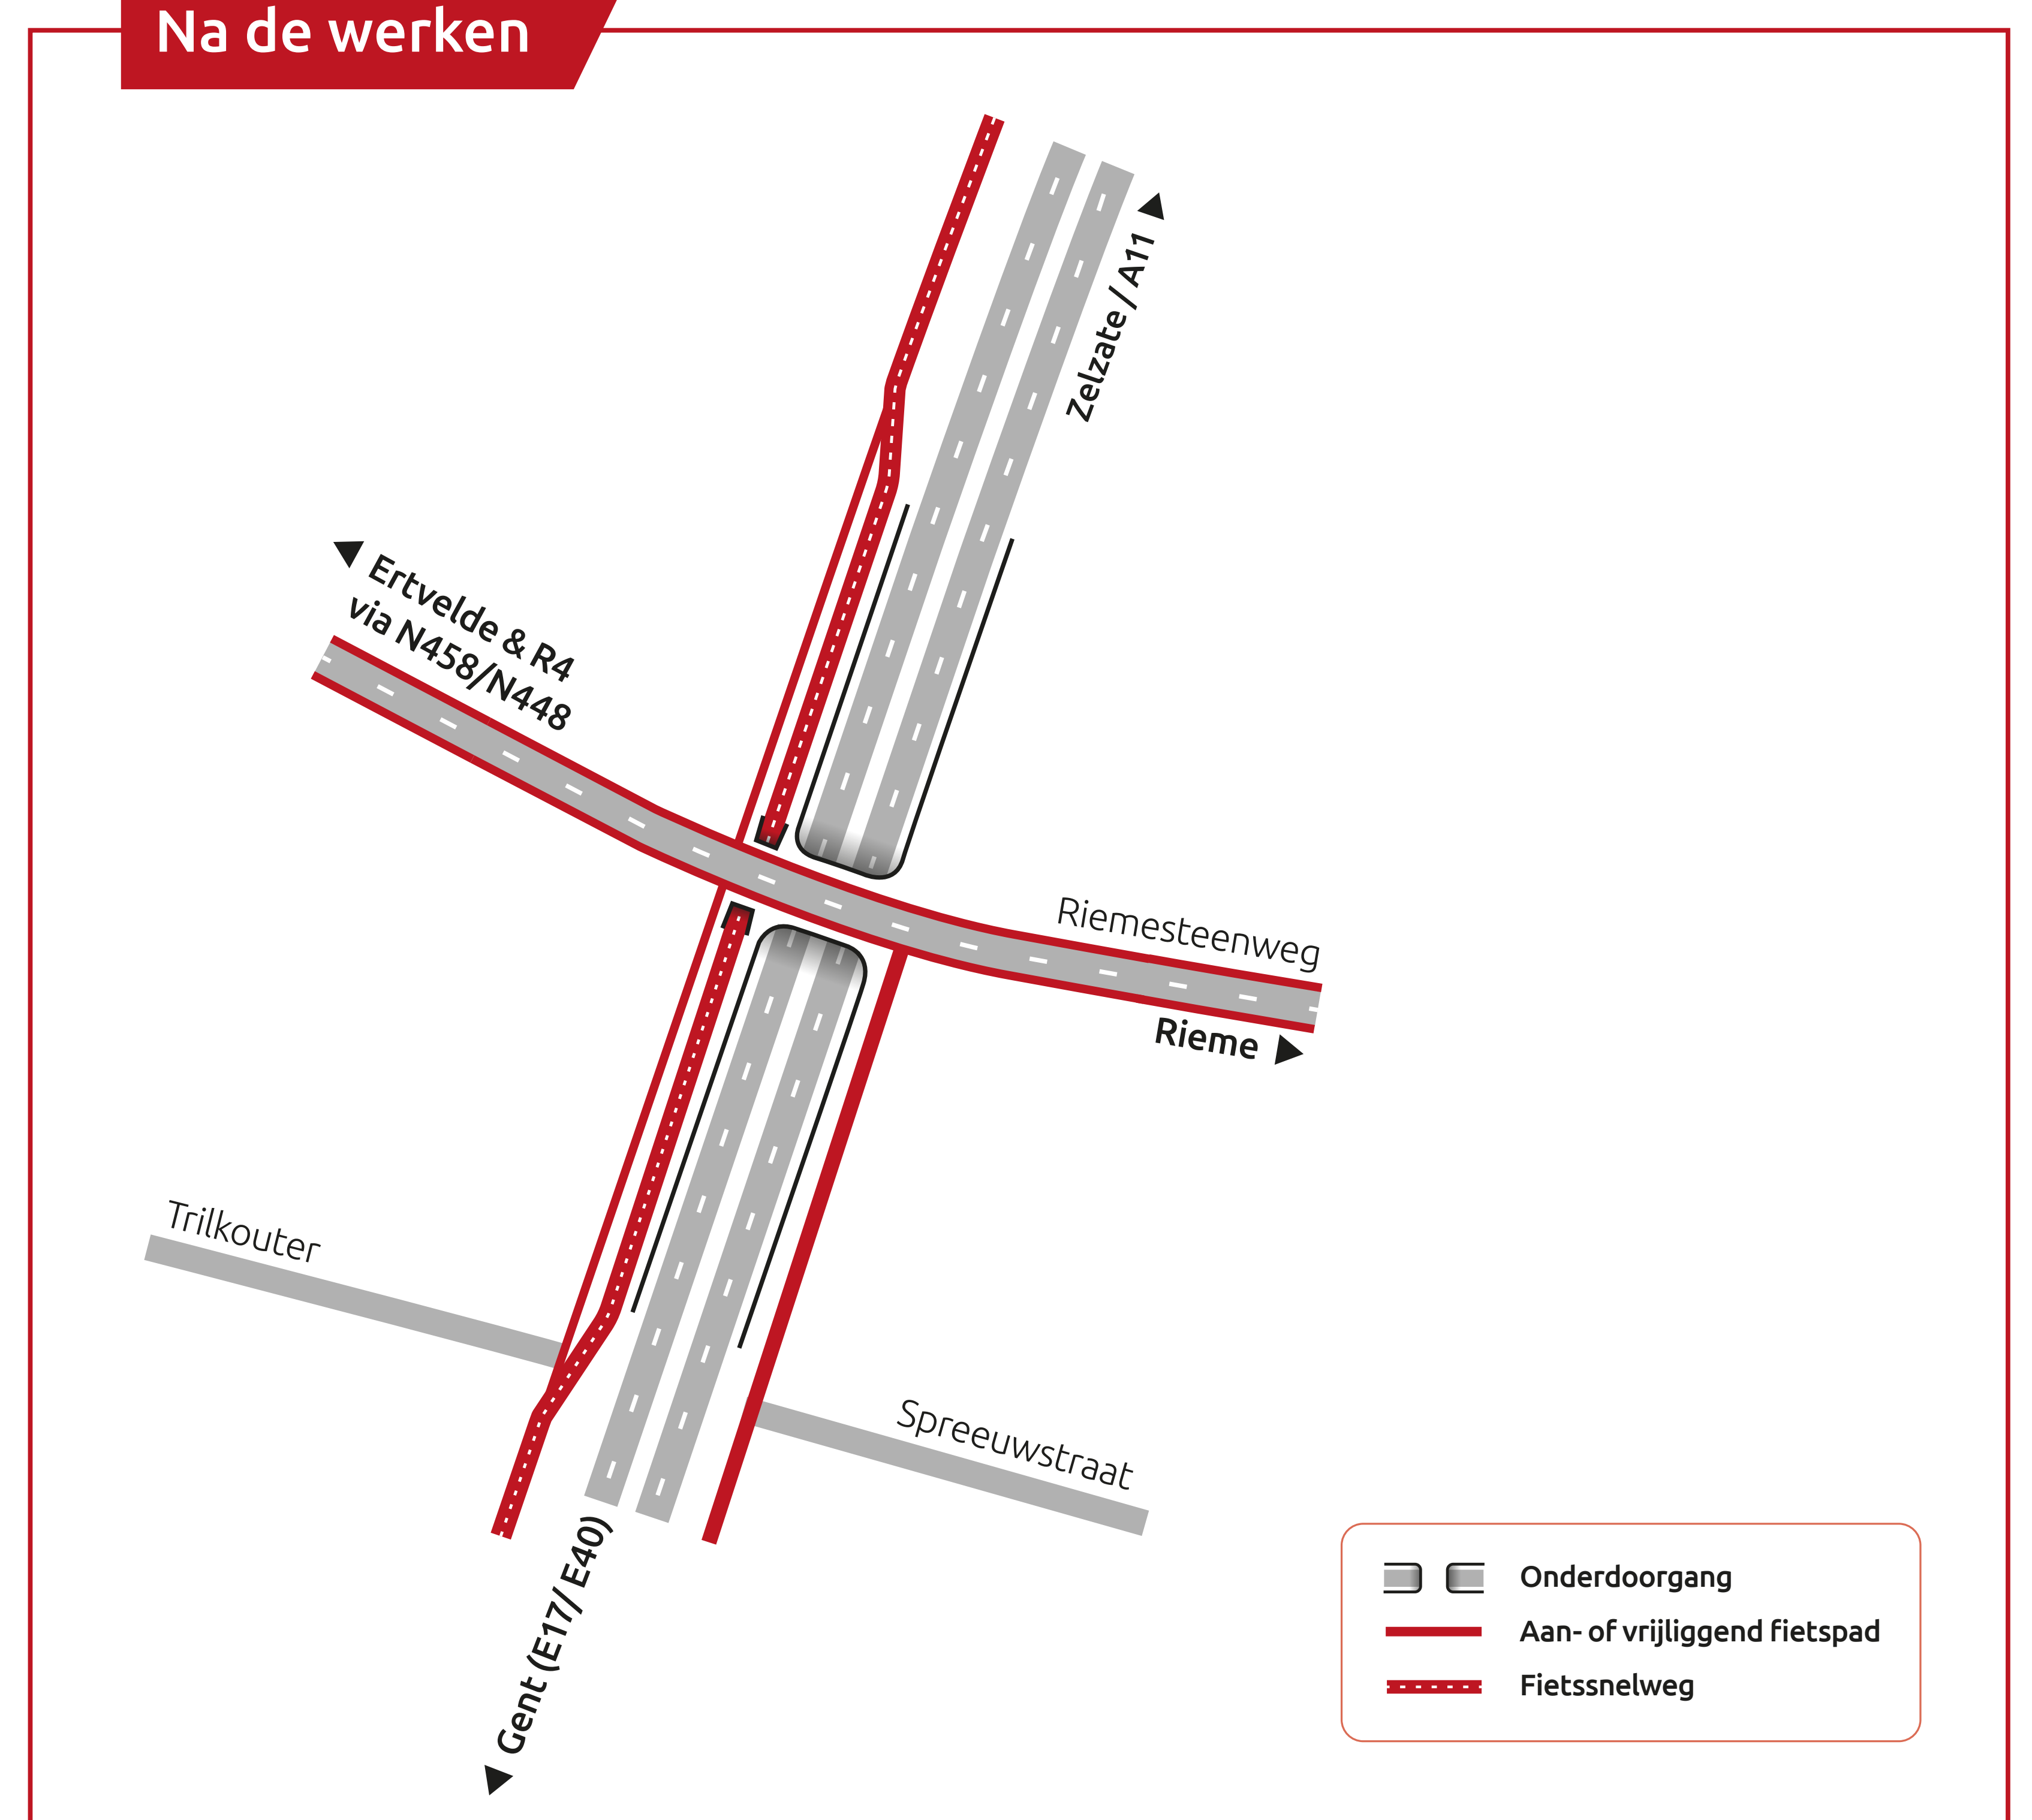 Na de werken
Zelzate / A11
Ertvelde & R4
via N458/N448
Riemesteenweg
Rieme
Trilkouter
Spreeuwstraat
Gent (E17/ E40)
Onderdoorgang
Aan- of vrijliggend fietspad
Fietssnelweg